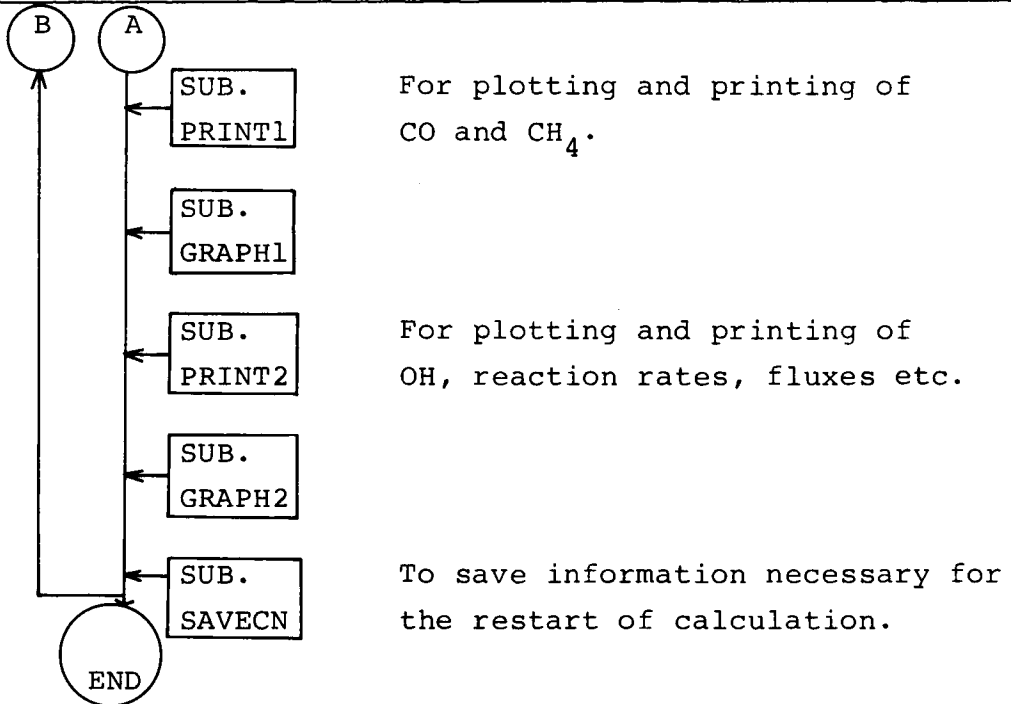 B
A
SUB.
PRINT1
For plotting and printing of
CO and CH4.
SUB.
GRAPH1
SUB.
PRINT2
For plotting and printing of
OH, reaction rates, fluxes etc.
SUB.
GRAPH2
SUB.
SAVECN
To save information necessary for
the restart of calculation.
END